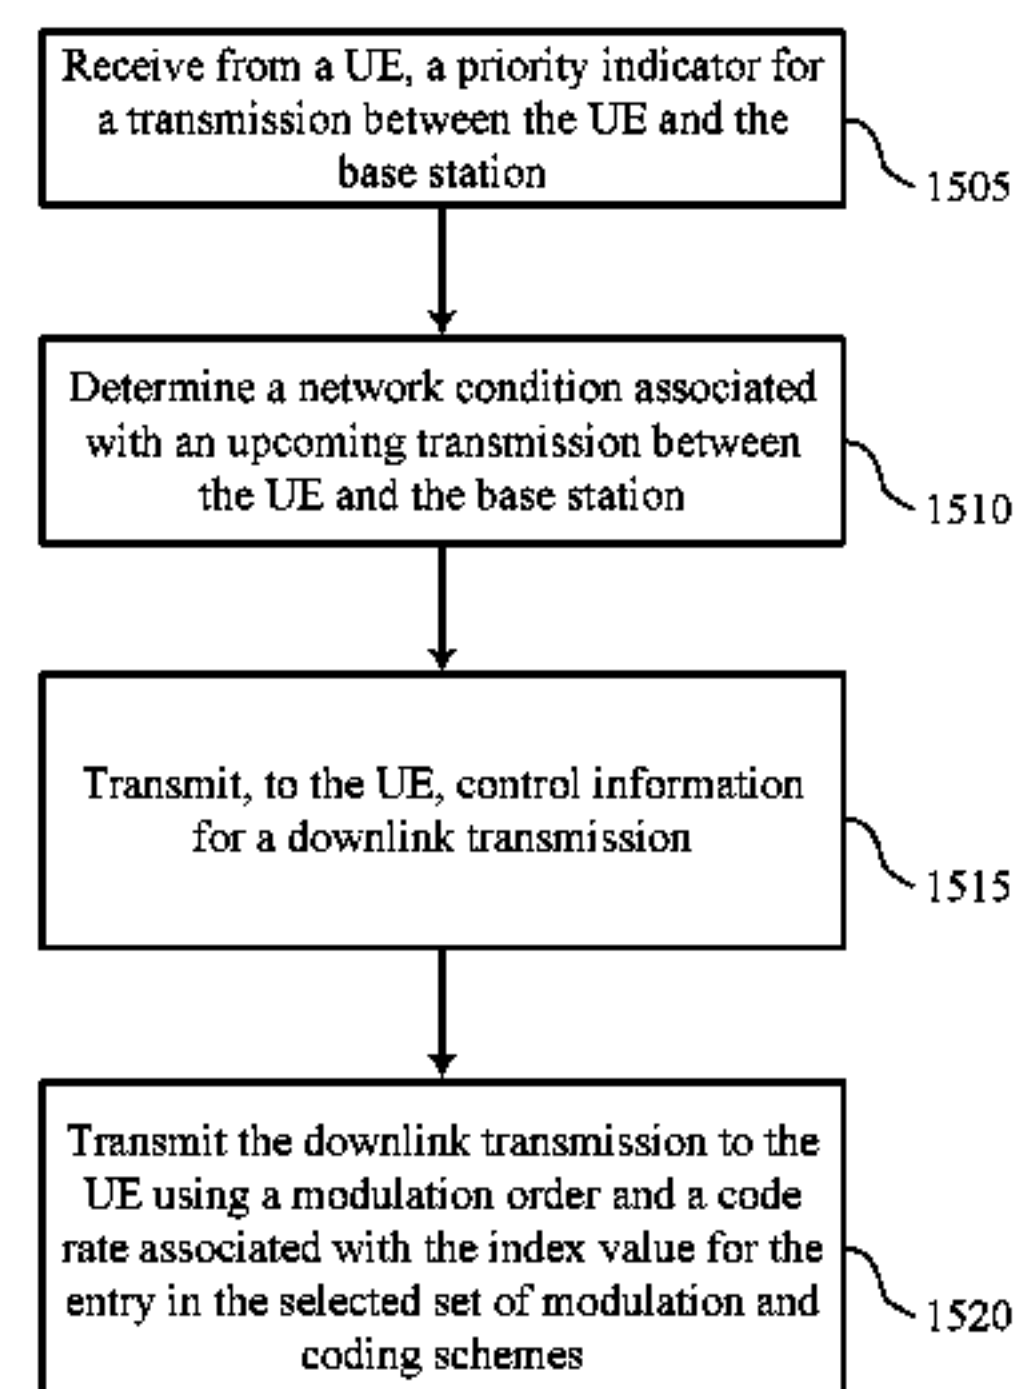 Receive from a UE, a priority indicator for
a transmission between the UE and the
base station
1505
Determine a network condition associated
with an upcoming transmission between
the UE and the base station
1510
Transmit, to the UE, control information
for a downlink transmission
1515
Transmit the downlink transmission to the
UE using a modulation order and a code
rate associated with the index value for the
entry in the selected set of modulation and
coding schemes
1520